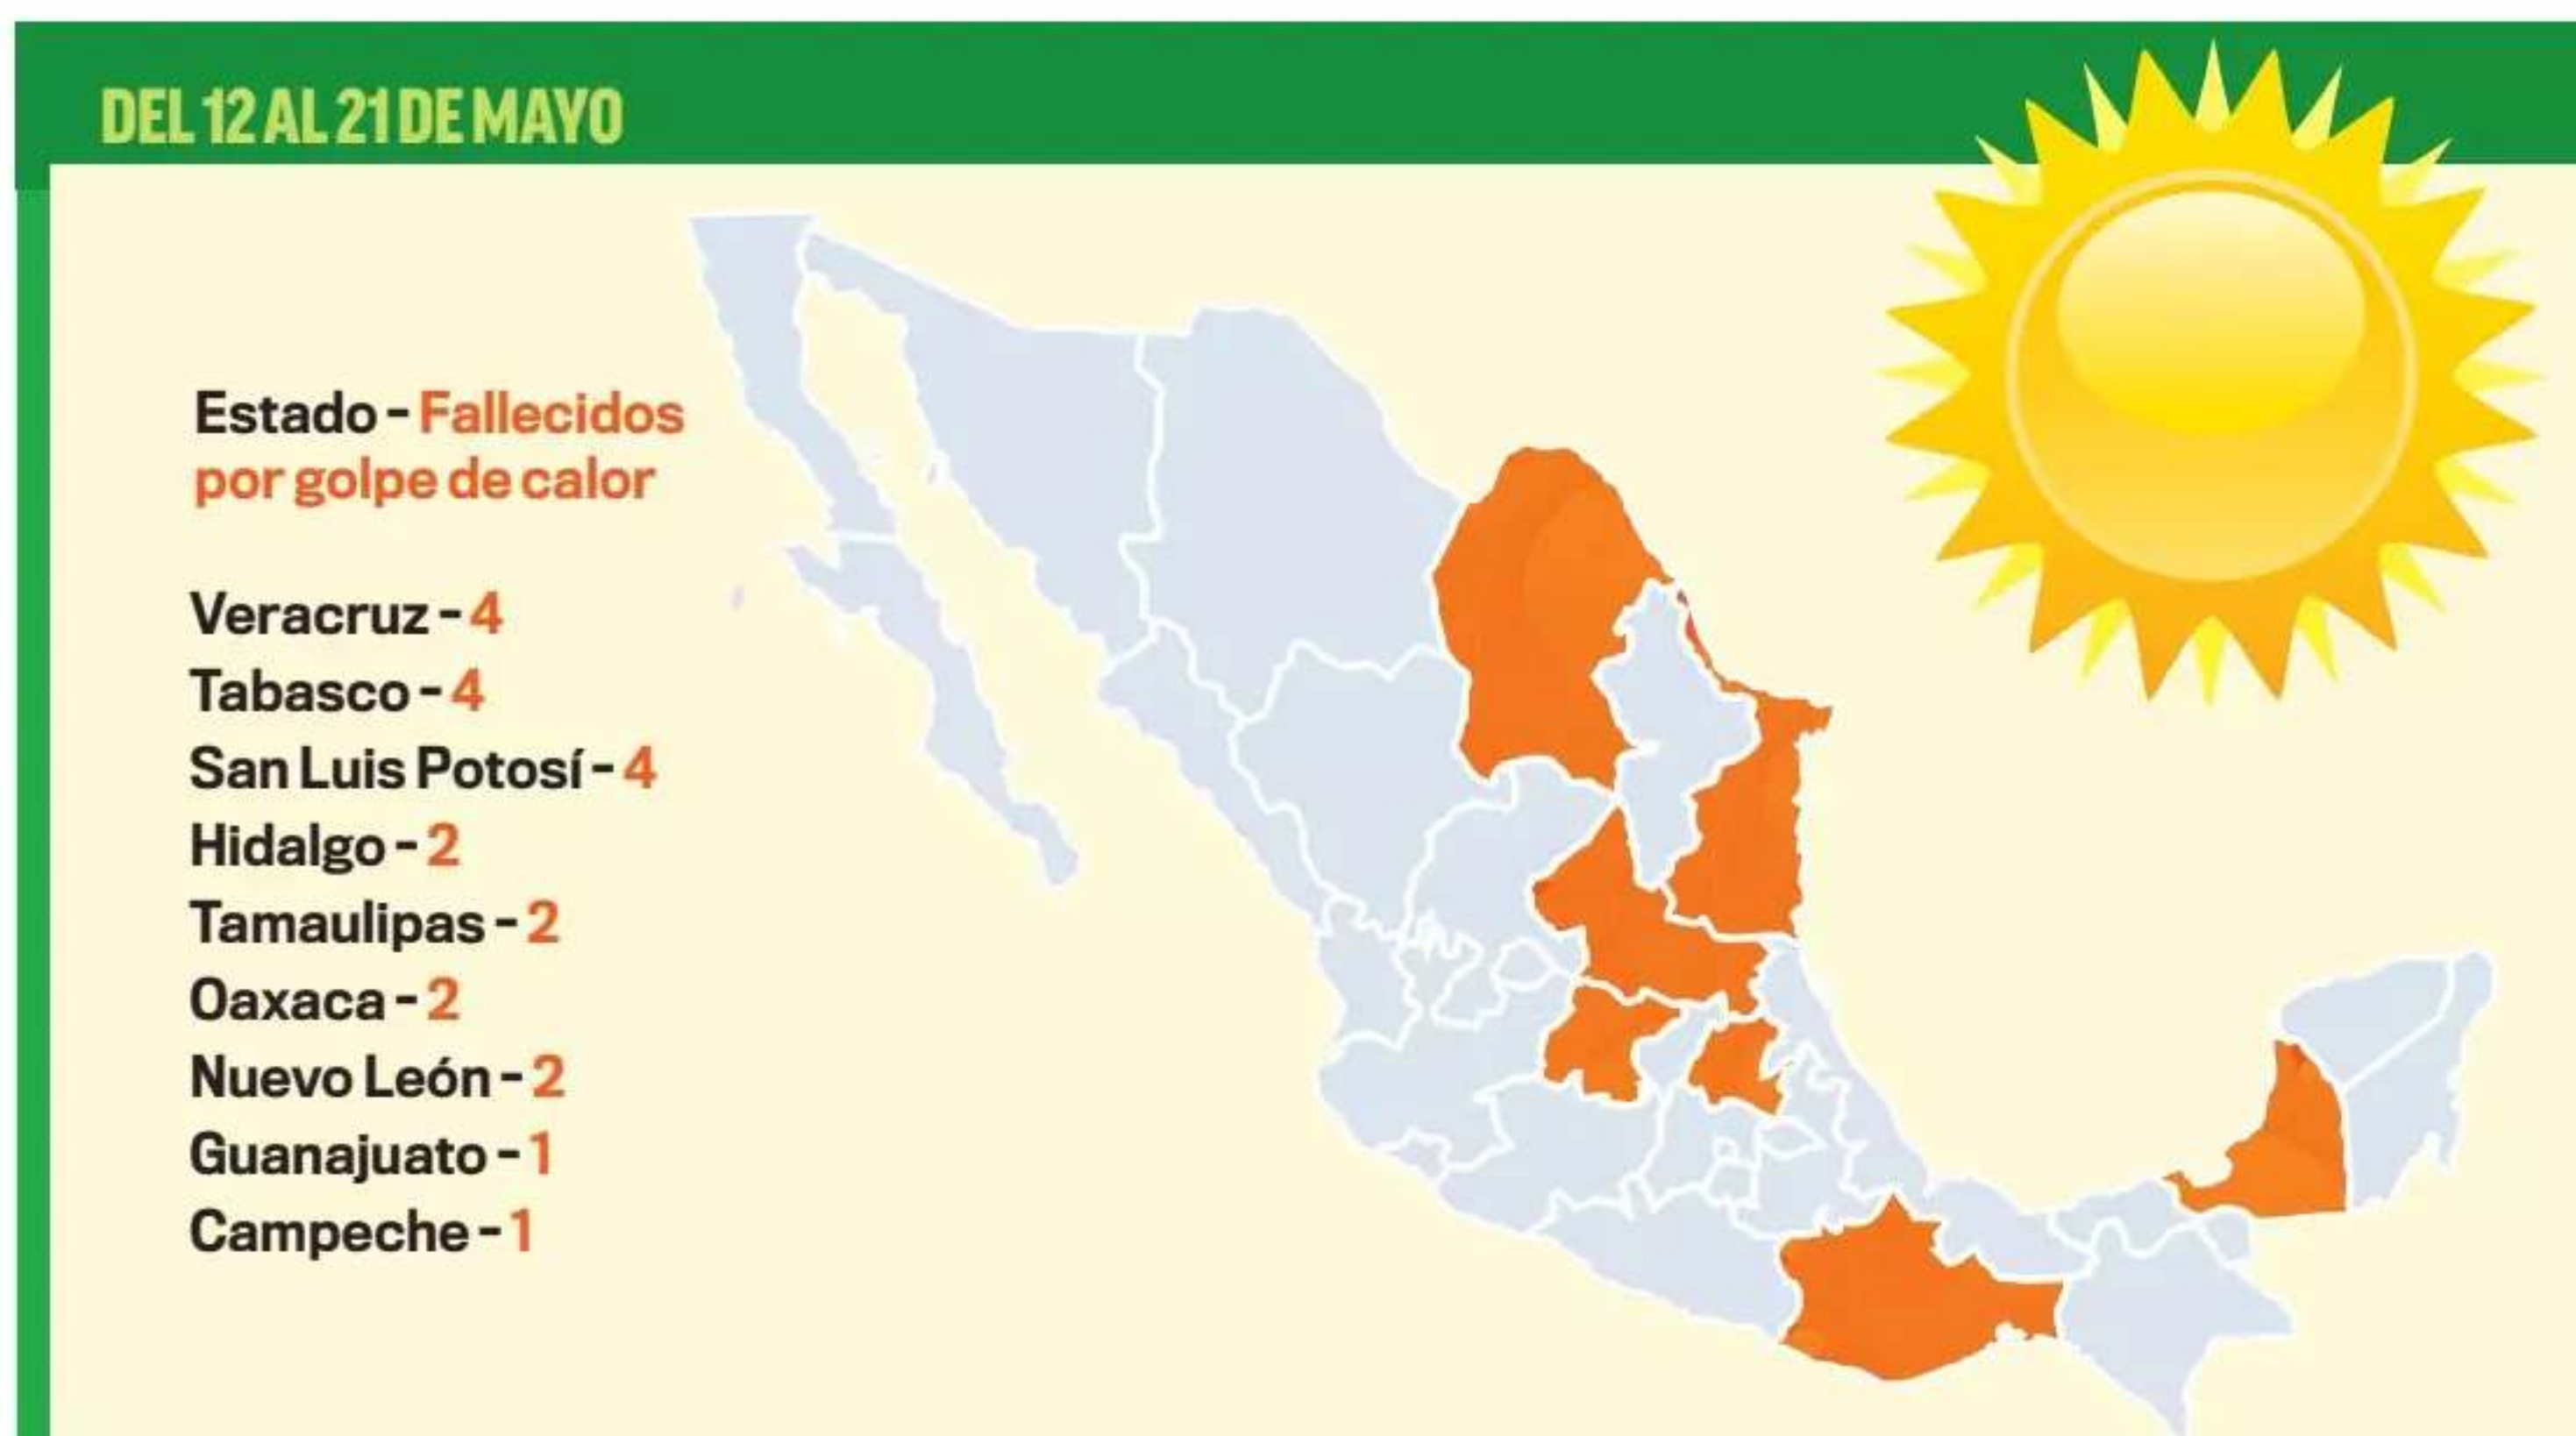 DEL 12 AL 21 DE MAYO
Estado - Fallecidos
por golpe de calor
Veracruz - 4
Tabasco - 4
San Luis Potosí - 4
Hidalgo - 2
Tamaulipas - 2
Oaxaca - 2
Nuevo León - 2
Guanajuato - 1
Campeche - 1